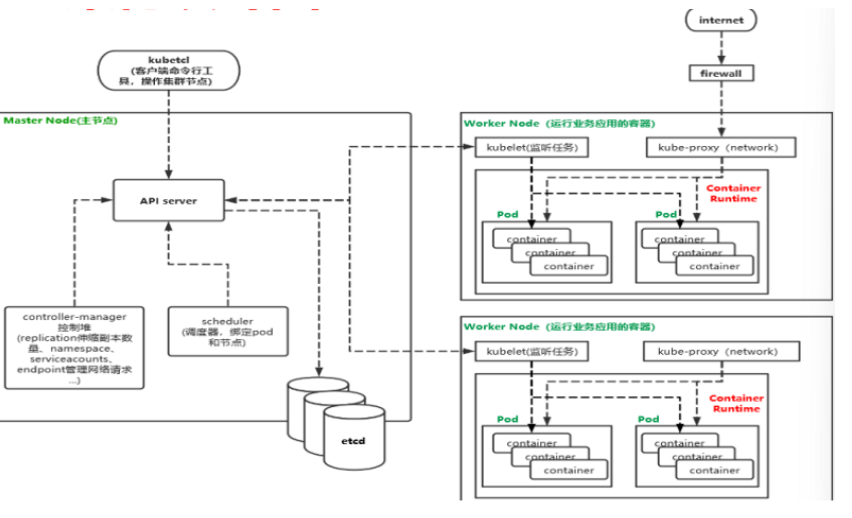 internet
kubetcl
(客户端命令行工
具，操作集群节点)
firewall
Master Node(主节点)
Worker Node (运行业务应用的容器)
kubelet(监听任务)
kube-proxy (network)
API server
Container
Runtime
Pod
Pod
container
container
container
container
container
container
controller-manager
控制堆
(replication伸缩副本数
量、namespace、
serviceacounts、
endpoint管理网络请求
...)
scheduler
(调度器，绑定pod
和节点)
etcd
Worker Node (运行业务应用的容器)
kubelet(监听任务)
kube-proxy (network)
Container
Runtime
Pod
Pod
container
container
container
container
container
container